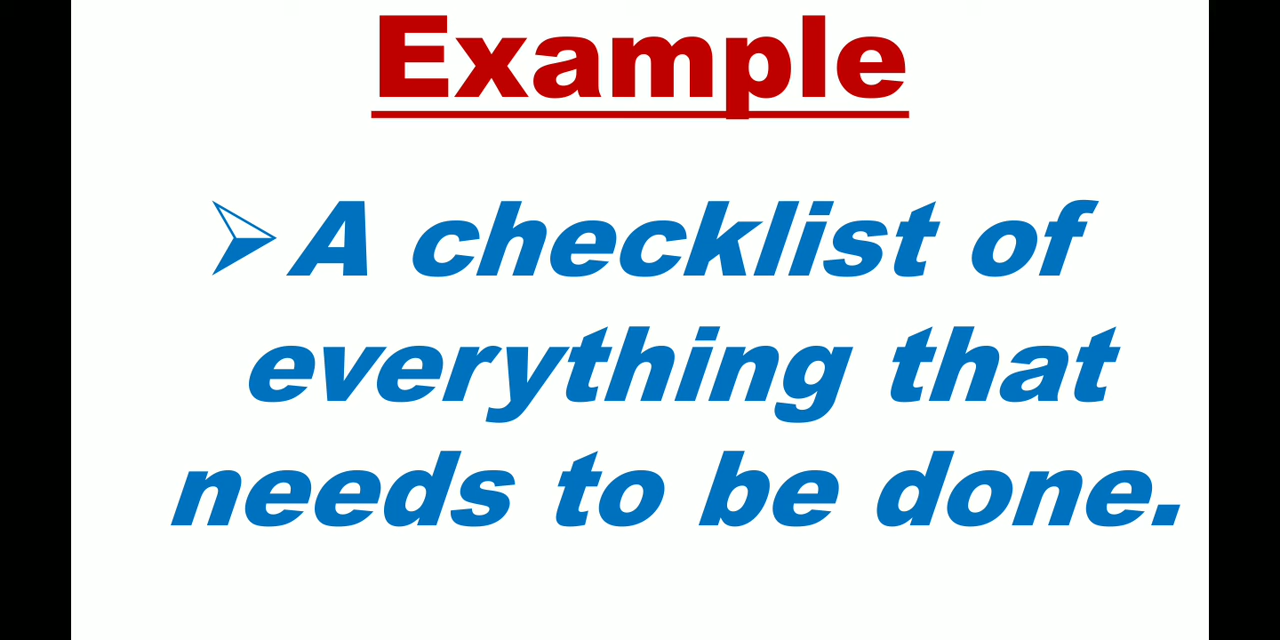 Example
➢A checklist of
everything that
needs to be done.